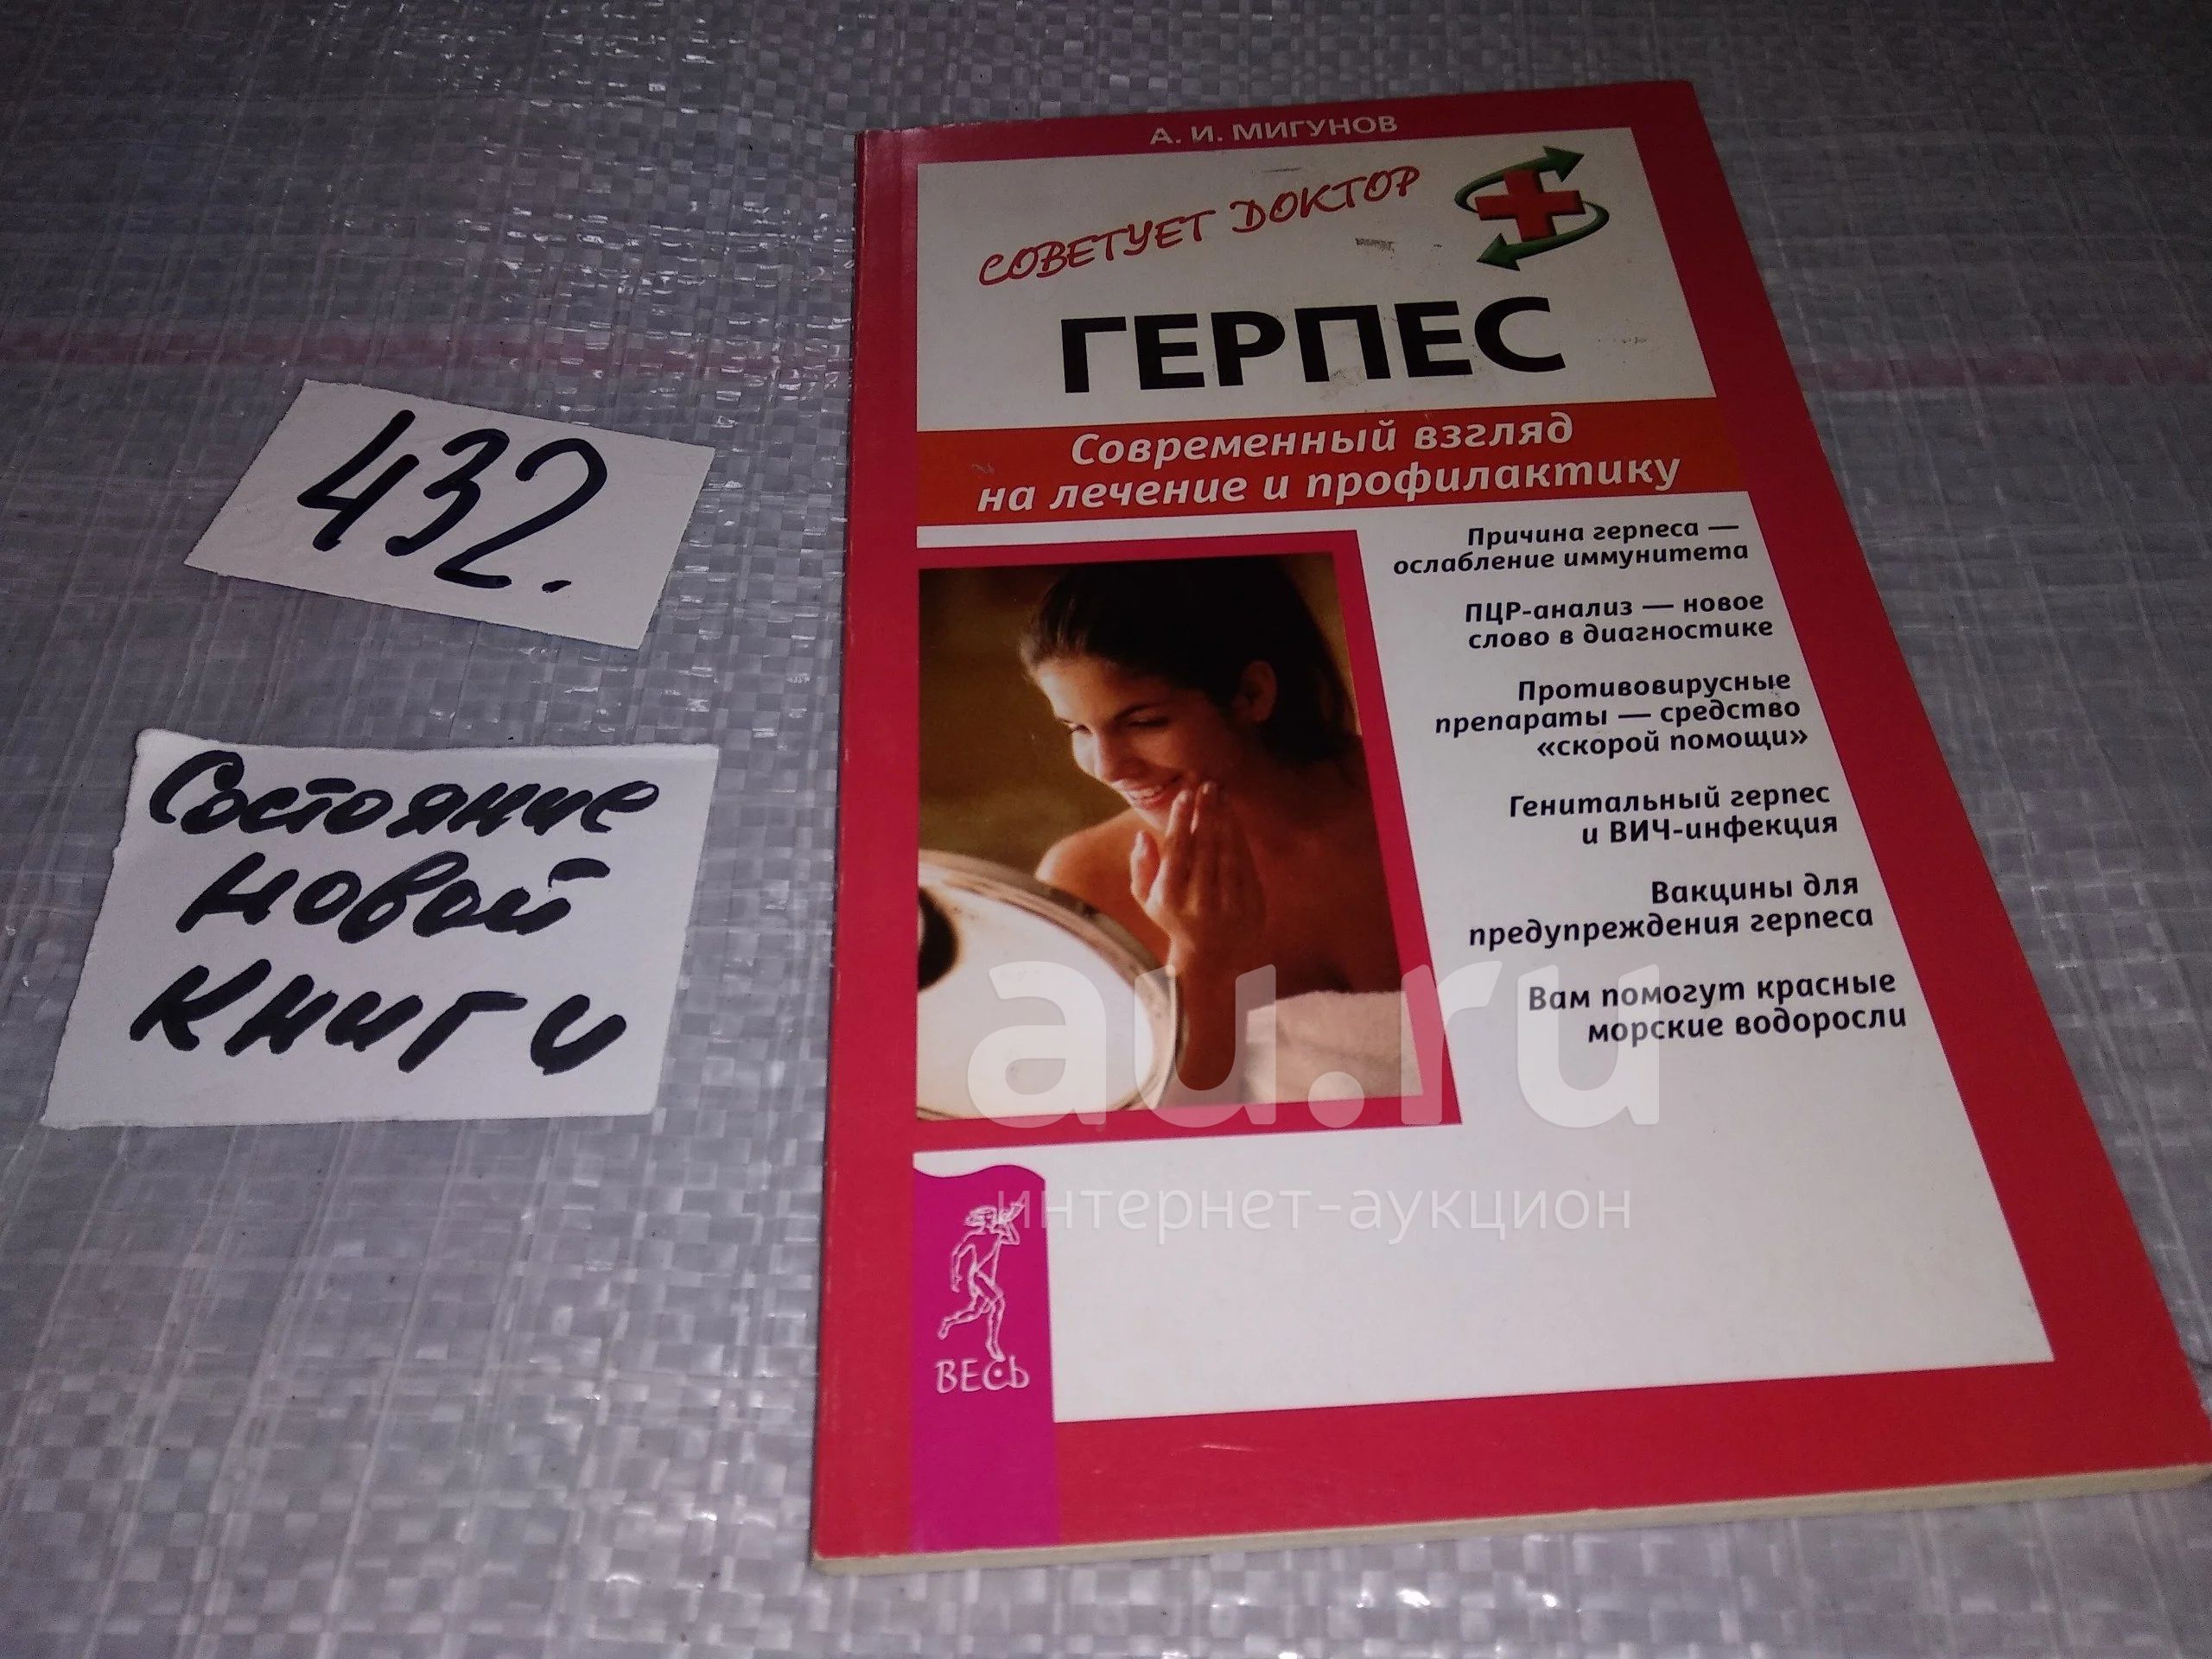 432.
Состояние
новой
книги
А. И. МИГУНОВ
СОВЕТУЕТ ДОКТОР
ГЕРПЕС
Современный взгляд
на лечение и профилактику
Причина герпеса —
ослабление иммунитета
ПЦР-анализ — новое
слово в диагностике
Противовирусные
препараты — средство
«скорой помощи»
Генитальный герпес
и ВИЧ-инфекция
Вакцины для
предупреждения герпеса
Вам помогут красные
морские водоросли
au.ru
интернет-аукцион
ВЕСЬ